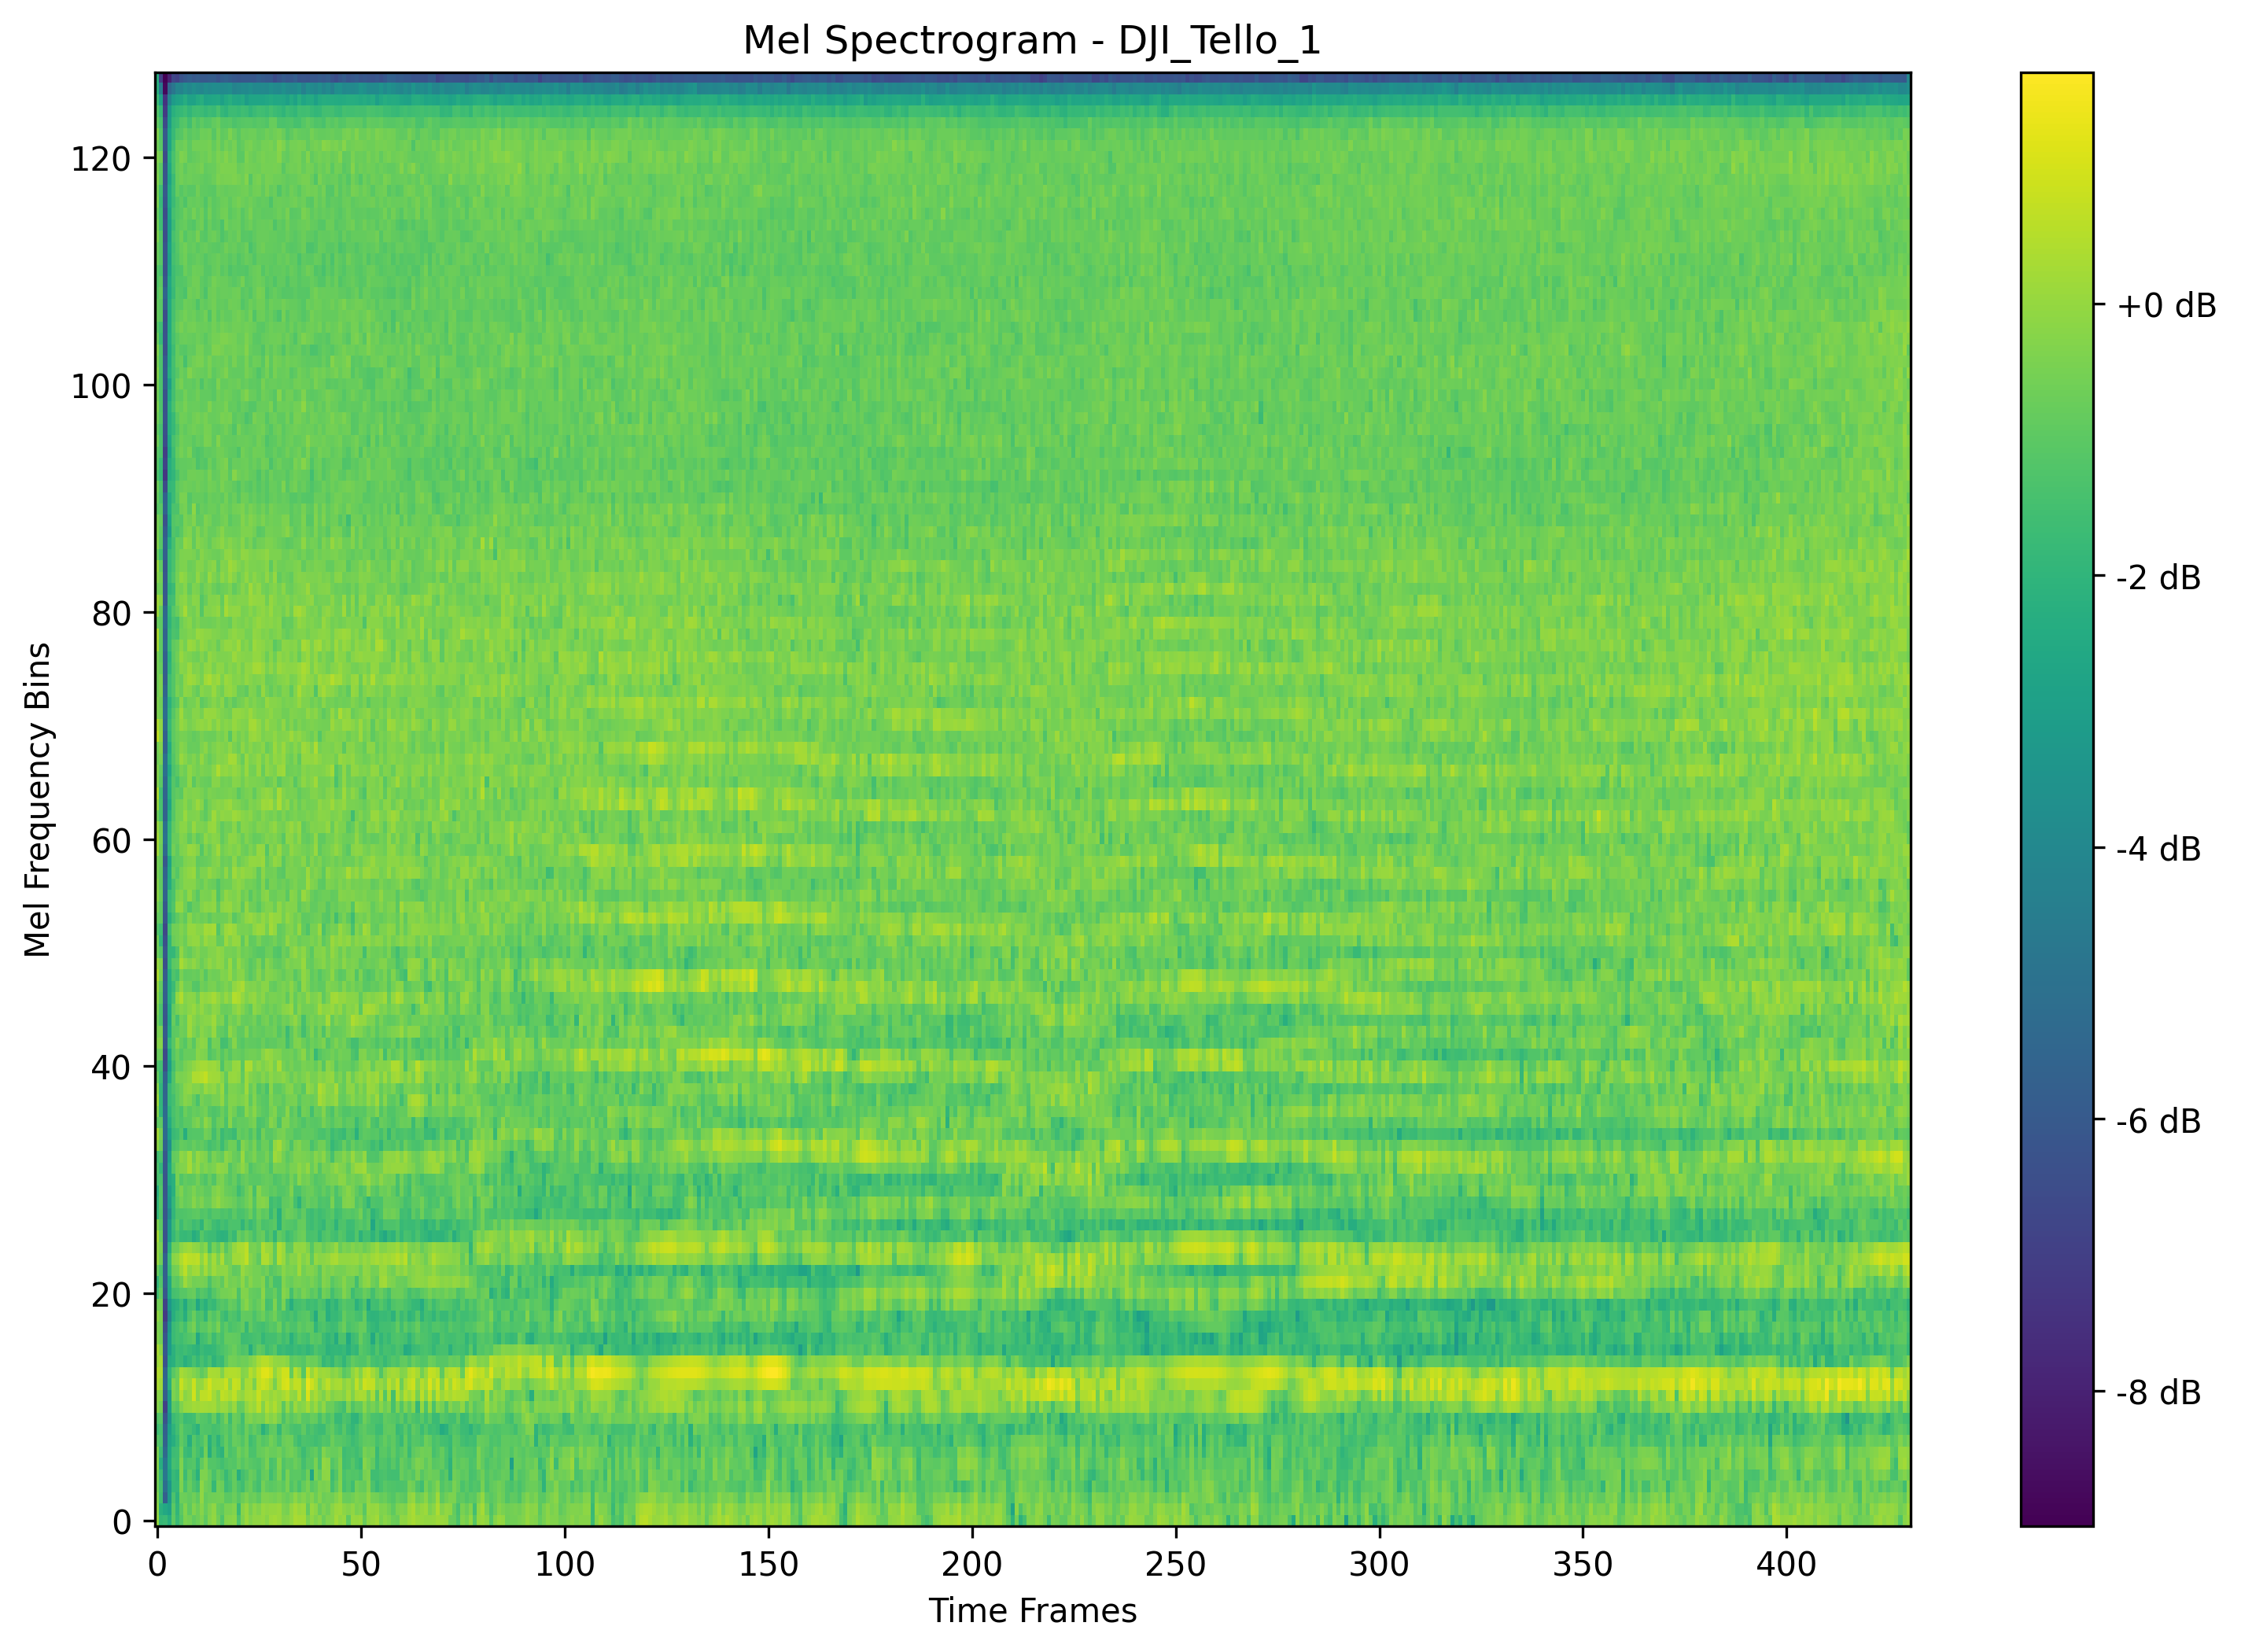 Mel Spectrogram - DJI_Tello_1
120
100
80
60
40
20
0
Mel Frequency Bins
0 50 100 150 200 250 300 350 400
Time Frames
+0 dB
-2 dB
-4 dB
-6 dB
-8 dB